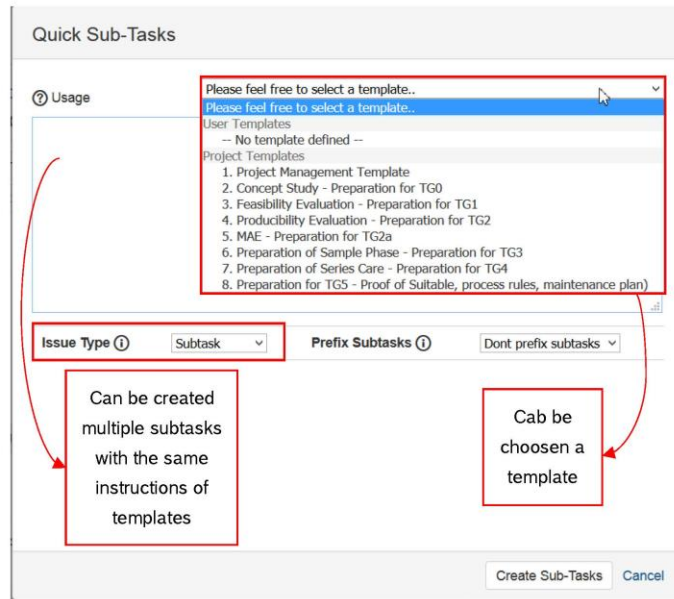 Quick Sub-Tasks
Usage
Please feel free to select a template..
Please feel free to select a template..
User Templates
-- No template defined --
Project Templates
1. Project Management Template
2. Concept Study - Preparation for TG0
3. Feasibility Evaluation - Preparation for TG1
4. Producibility Evaluation - Preparation for TG2
5. MAE - Preparation for TG2a
6. Preparation of Sample Phase - Preparation for TG3
7. Preparation of Series Care - Preparation for TG4
8. Preparation for TG5 - Proof of Suitable, process rules, maintenance plan)
Issue Type Subtask Prefix Subtasks Dont prefix subtasks
Can be created
multiple subtasks
with the same
instructions of
templates
Cab be
choosen a
template
Create Sub-Tasks Cancel